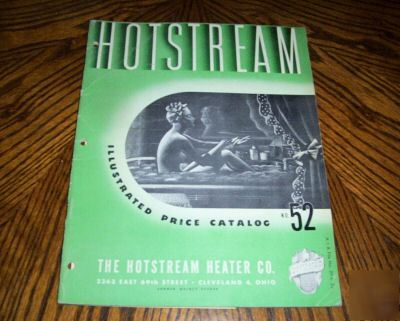 HOTSTREAM
ILLUSTRATED PRICE CATALOG
NO. 52
THE HOTSTREAM HEATER CO.
2363 EAST 69th STREET • CLEVELAND 4, OHIO